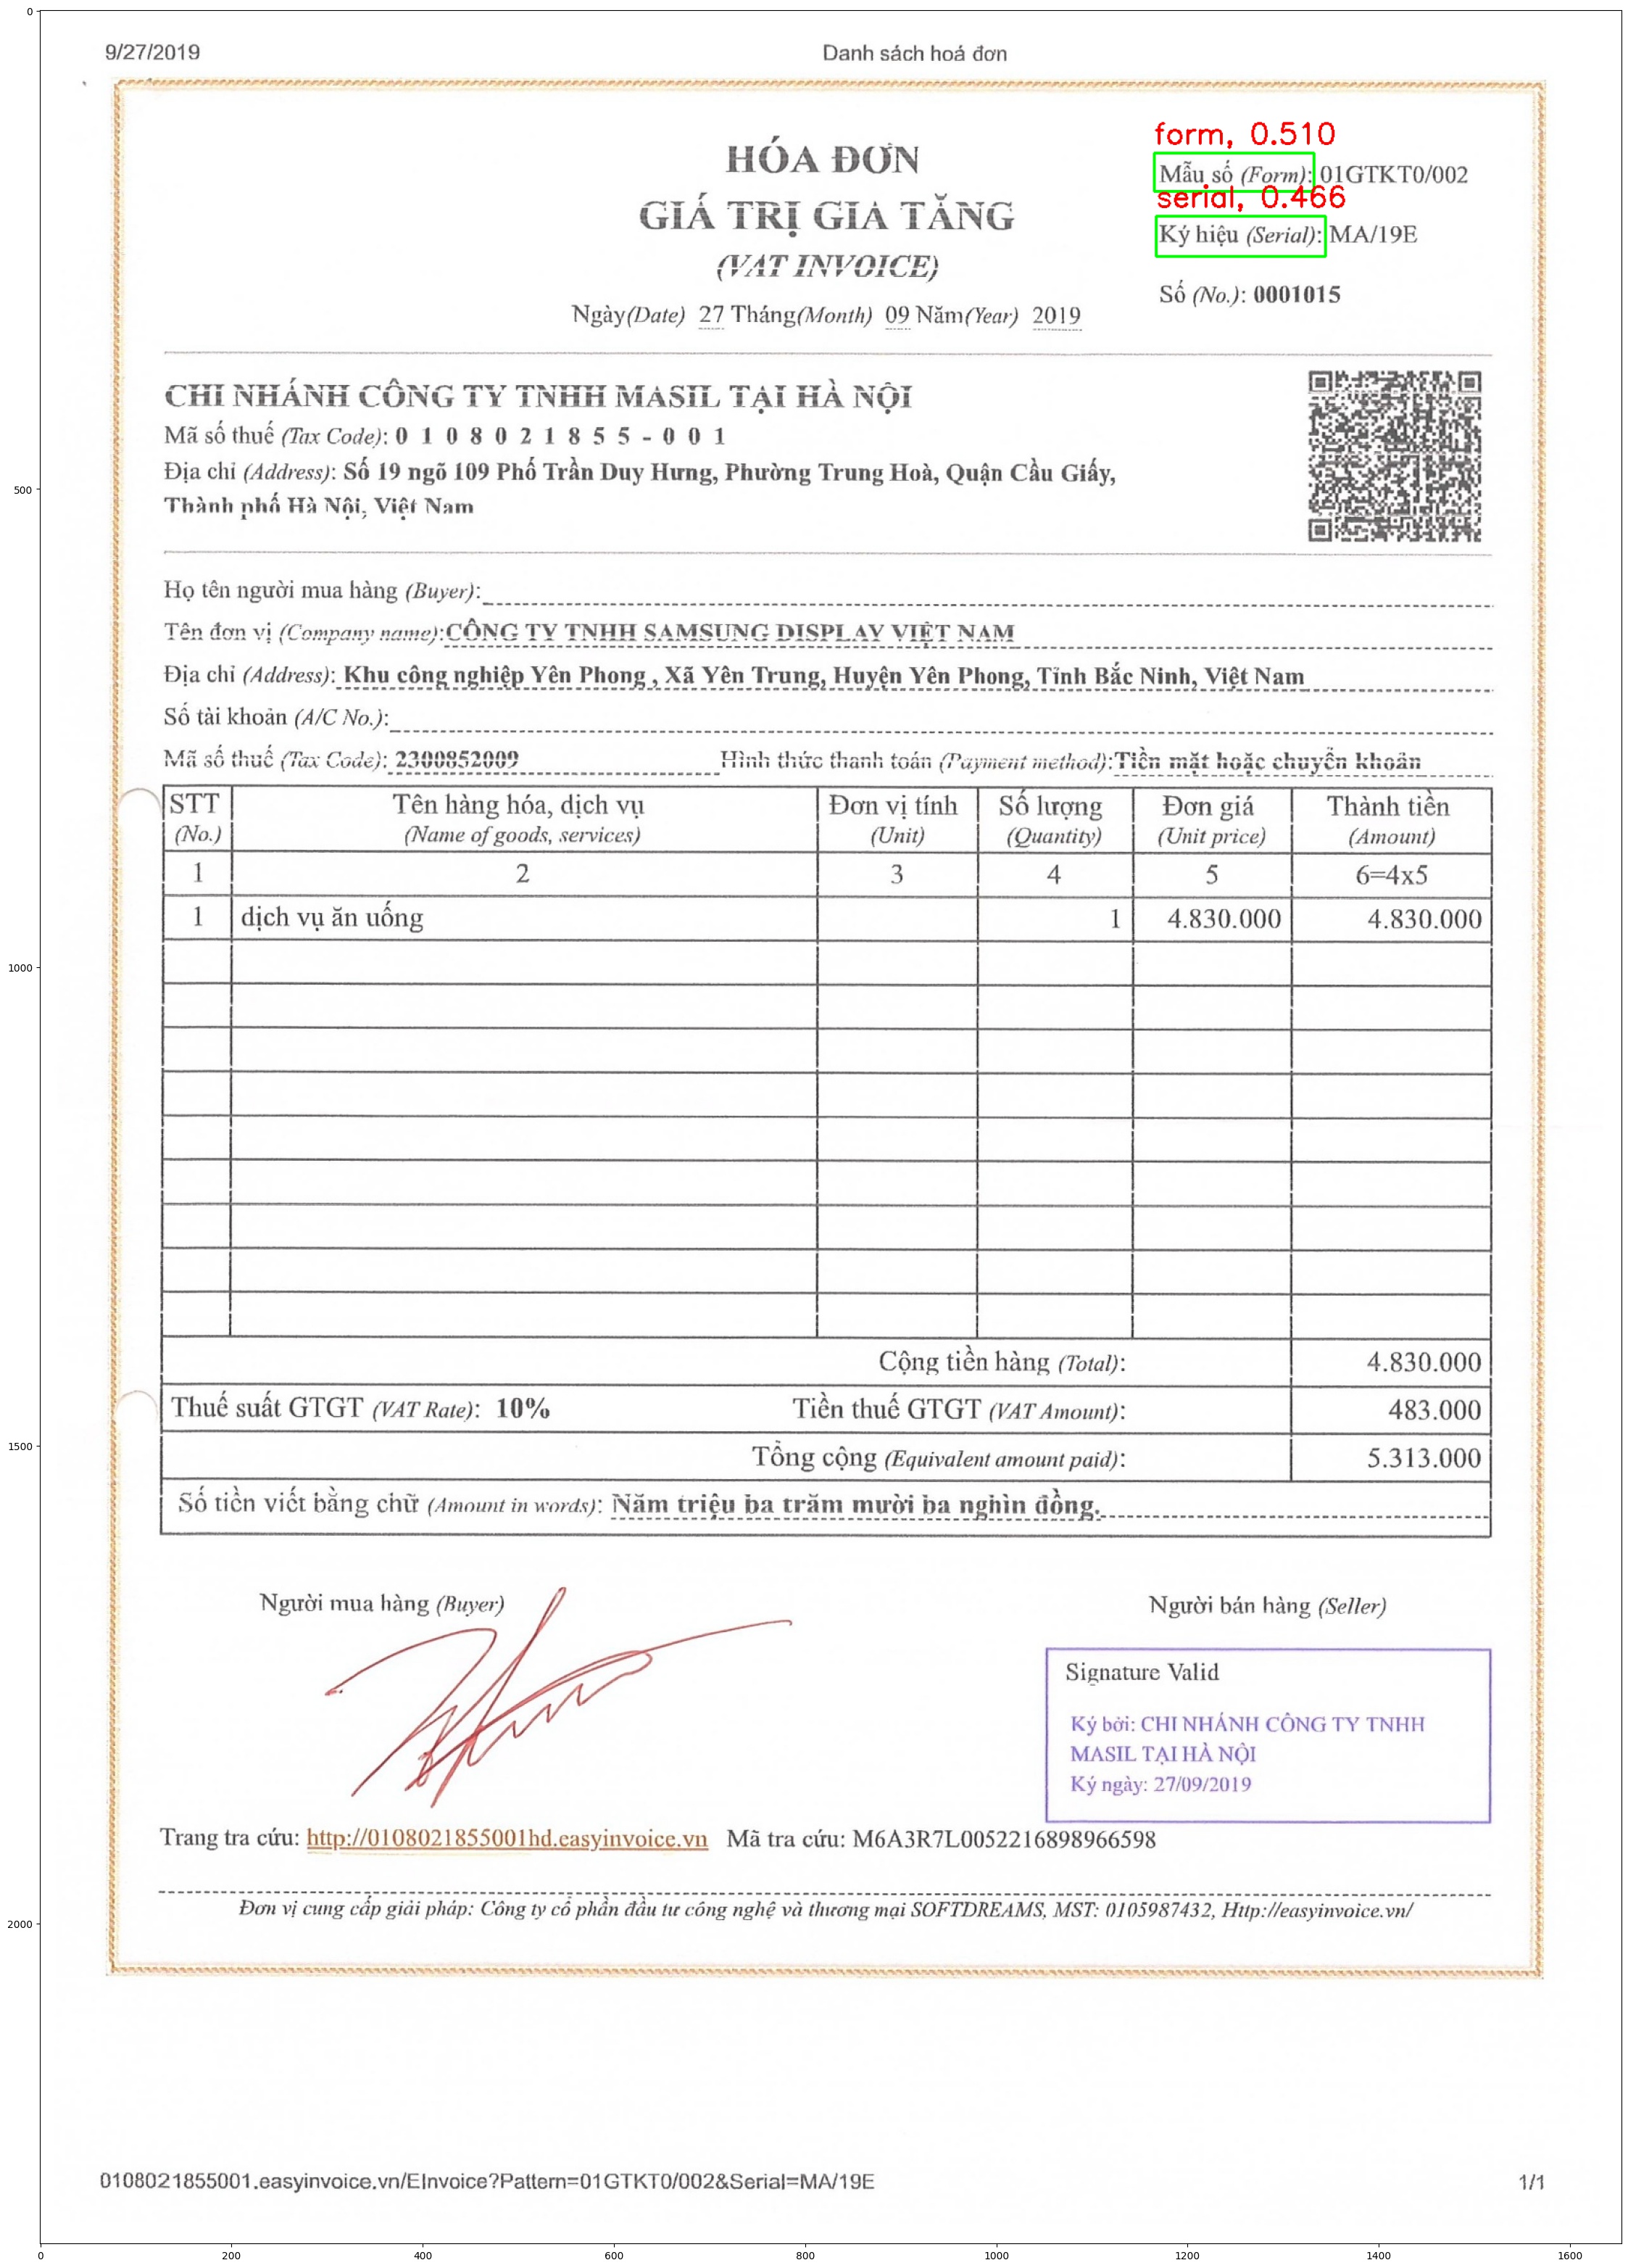 9/27/2019
Danh sách hoá đơn
form, 0.510
HÓA ĐƠN
Mẫu số (Form): 01GTKT0/002
serial, 0.466
GIÁ TRỊ GIA TĂNG
Ký hiệu (Serial): MA/19E
(VAT INVOICE)
Số (No.): 0001015
Ngày(Date) 27 Tháng(Month) 09 Năm(Year) 2019
CHI NHÁNH CÔNG TY TNHH MASIL TẠI HÀ NỘI
Mã số thuế (Tax Code): 0 1 0 8 0 2 1 8 5 5 - 0 0 1
Địa chỉ (Address): Số 19 ngõ 109 Phố Trần Duy Hưng, Phường Trung Hoà, Quận Cầu Giấy,
Thành phố Hà Nội, Việt Nam
Họ tên người mua hàng (Buyer):
Tên đơn vị (Company name):CÔNG TY TNHH SAMSUNG DISPLAY VIỆT NAM
Địa chỉ (Address): Khu công nghiệp Yên Phong , Xã Yên Trung, Huyện Yên Phong, Tỉnh Bắc Ninh, Việt Nam
Số tài khoản (A/C No.):
Mã số thuế (Tax Code): 2300852009 Hình thức thanh toán (Payment method):Tiền mặt hoặc chuyển khoản
STT Tên hàng hóa, dịch vụ Đơn vị tính Số lượng Đơn giá Thành tiền
(No.) (Name of goods, services) (Unit) (Quantity) (Unit price) (Amount)
1 2 3 4 5 6=4x5
1 dịch vụ ăn uống 1 4.830.000 4.830.000
Cộng tiền hàng (Total): 4.830.000
Thuế suất GTGT (VAT Rate): 10% Tiền thuế GTGT (VAT Amount): 483.000
Tổng cộng (Equivalent amount paid): 5.313.000
Số tiền viết bằng chữ (Amount in words): Năm triệu ba trăm mười ba nghìn đồng.
Người mua hàng (Buyer)
Người bán hàng (Seller)
Signature Valid
Ký bởi: CHI NHÁNH CÔNG TY TNHH
MASIL TẠI HÀ NỘI
Ký ngày: 27/09/2019
Trang tra cứu: http://0108021855001hd.easyinvoice.vn Mã tra cứu: M6A3R7L0052216898966598
Đơn vị cung cấp giải pháp: Công ty cổ phần đầu tư công nghệ và thương mại SOFTDREAMS, MST: 0105987432, Http://easyinvoice.vn/
0108021855001.easyinvoice.vn/EInvoice?Pattern=01GTKT0/002&Serial=MA/19E
1/1
0
500
1000
1500
2000
0 200 400 600 800 1000 1200 1400 1600